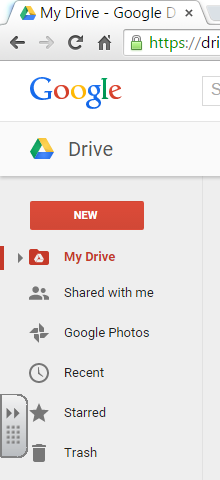 My Drive - Google D
https://dri
Google
S
Drive
NEW
My Drive
Shared with me
Google Photos
Recent
Starred
Trash